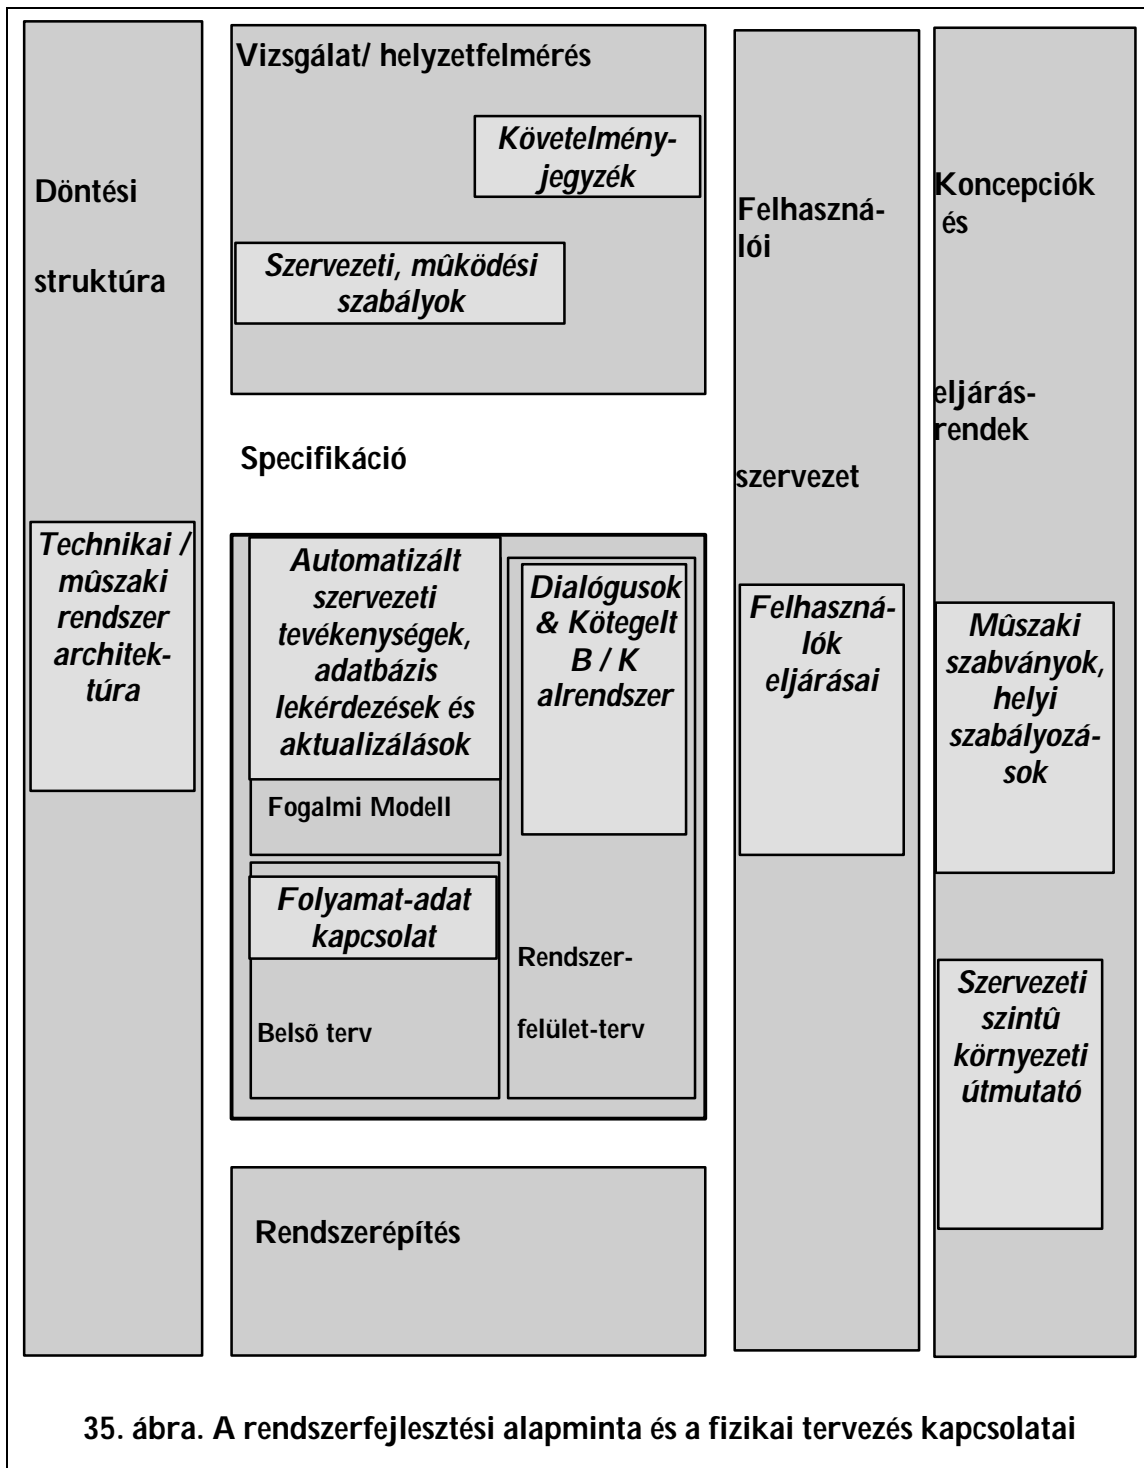 Döntési
struktúra
Technikai /
mûszaki
rendszer
architek-
túra
Vizsgálat/ helyzetfelmérés
Követelmény-
jegyzék
Szervezeti, mûködési
szabályok
Specifikáció
Automatizált
szervezeti
tevékenységek,
adatbázis
lekérdezések és
aktualizálások
Fogalmi Modell
Folyamat-adat
kapcsolat
Belsõ terv
Dialógusok
& Kötegelt
B / K
alrendszer
Rendszer-
felület-terv
Rendszerépítés
Felhaszná-
lói
szervezet
Felhaszná-
lók
eljárásai
Koncepciók
és
eljárás-
rendek
Mûszaki
szabványok,
helyi
szabályozá-
sok
Szervezeti
szintû
környezeti
útmutató
35. ábra. A rendszerfejlesztési alapminta és a fizikai tervezés kapcsolatai